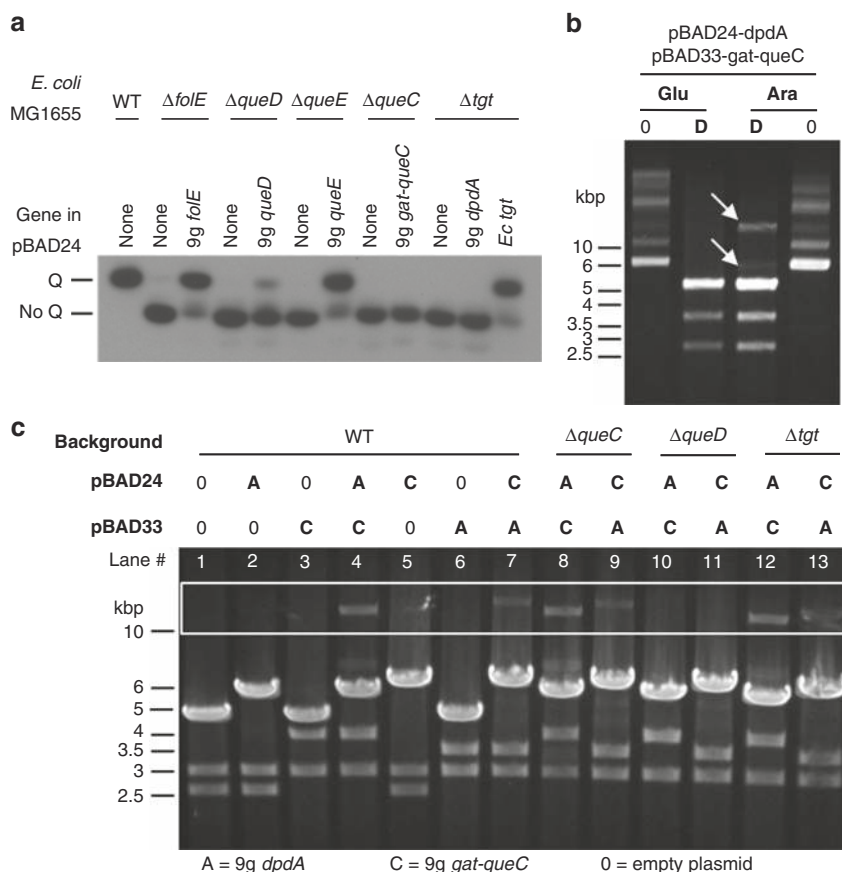 a
E. coli
MG1655
WT ΔfolE ΔqueD ΔqueE ΔqueC Δtgt
Gene in
pBAD24
None None 9g folE None 9g queD None 9g queE None 9g gat-queC None 9g dpdA Ec tgt
Q
No Q
b
pBAD24-dpdA
pBAD33-gat-queC
Glu Ara
0 D D 0
kbp
10
6
5
4
3.5
3
2.5
c
Background WT ΔqueC ΔqueD Δtgt
pBAD24 0 A 0 A C 0 C A C A C A C
pBAD33 0 0 C C 0 A A C A C A C A
Lane # 1 2 3 4 5 6 7 8 9 10 11 12 13
kbp
10
6
5
4
3.5
3
2.5
A = 9g dpdA C = 9g gat-queC 0 = empty plasmid